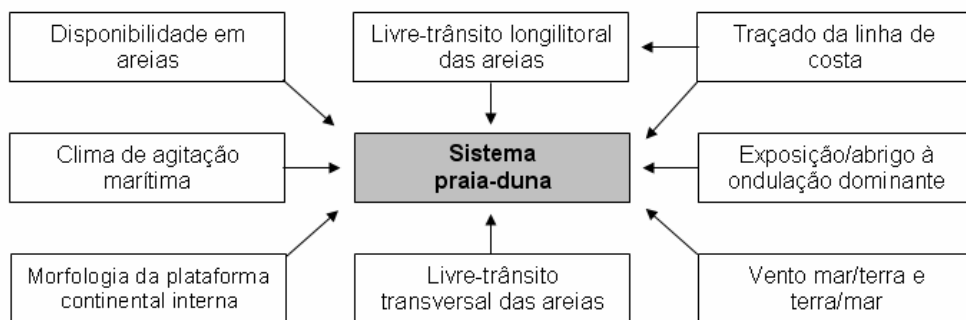 Disponibilidade em
areias
Livre-trânsito longilitoral
das areias
Traçado da linha de
costa
Clima de agitação
marítima
Sistema
praia-duna
Exposição/abrigo à
ondulação dominante
Morfologia da plataforma
continental interna
Livre-trânsito
transversal das areias
Vento mar/terra e
terra/mar